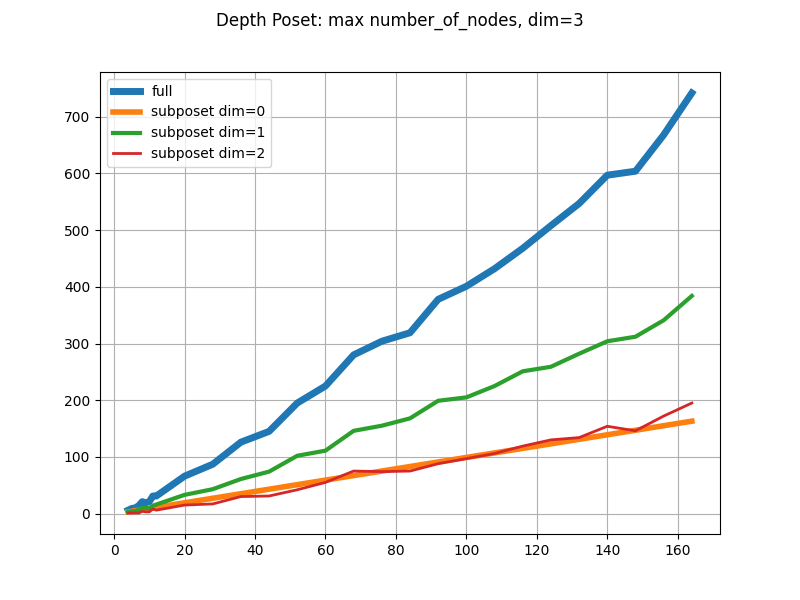 Depth Poset: max number_of_nodes, dim=3
full
subposet dim=0
subposet dim=1
subposet dim=2
700
600
500
400
300
200
100
0
0 20 40 60 80 100 120 140 160